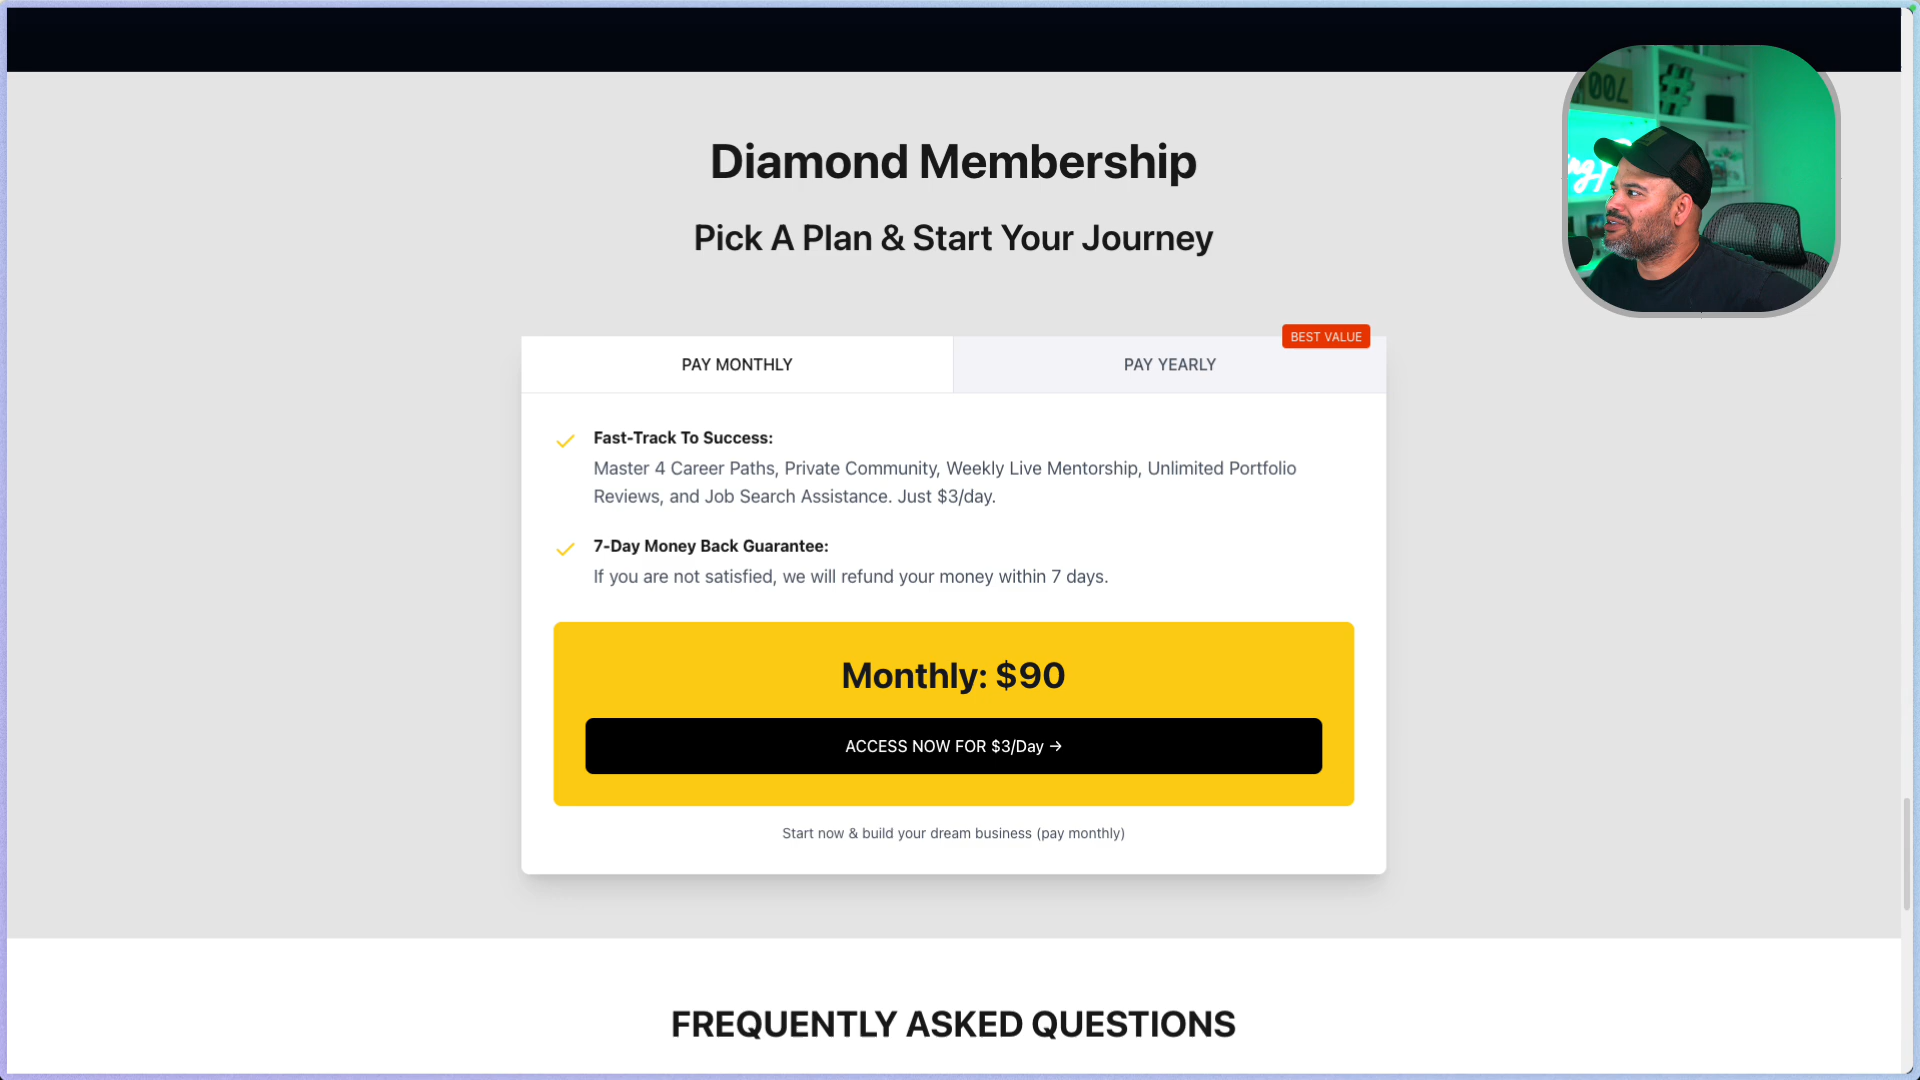 Diamond Membership
Pick A Plan & Start Your Journey
BEST VALUE
PAY MONTHLY
PAY YEARLY
Fast-Track To Success:
Master 4 Career Paths, Private Community, Weekly Live Mentorship, Unlimited Portfolio
Reviews, and Job Search Assistance. Just $3/day.
7-Day Money Back Guarantee:
If you are not satisfied, we will refund your money within 7 days.
Monthly: $90
ACCESS NOW FOR $3/Day →
Start now & build your dream business (pay monthly)
FREQUENTLY ASKED QUESTIONS